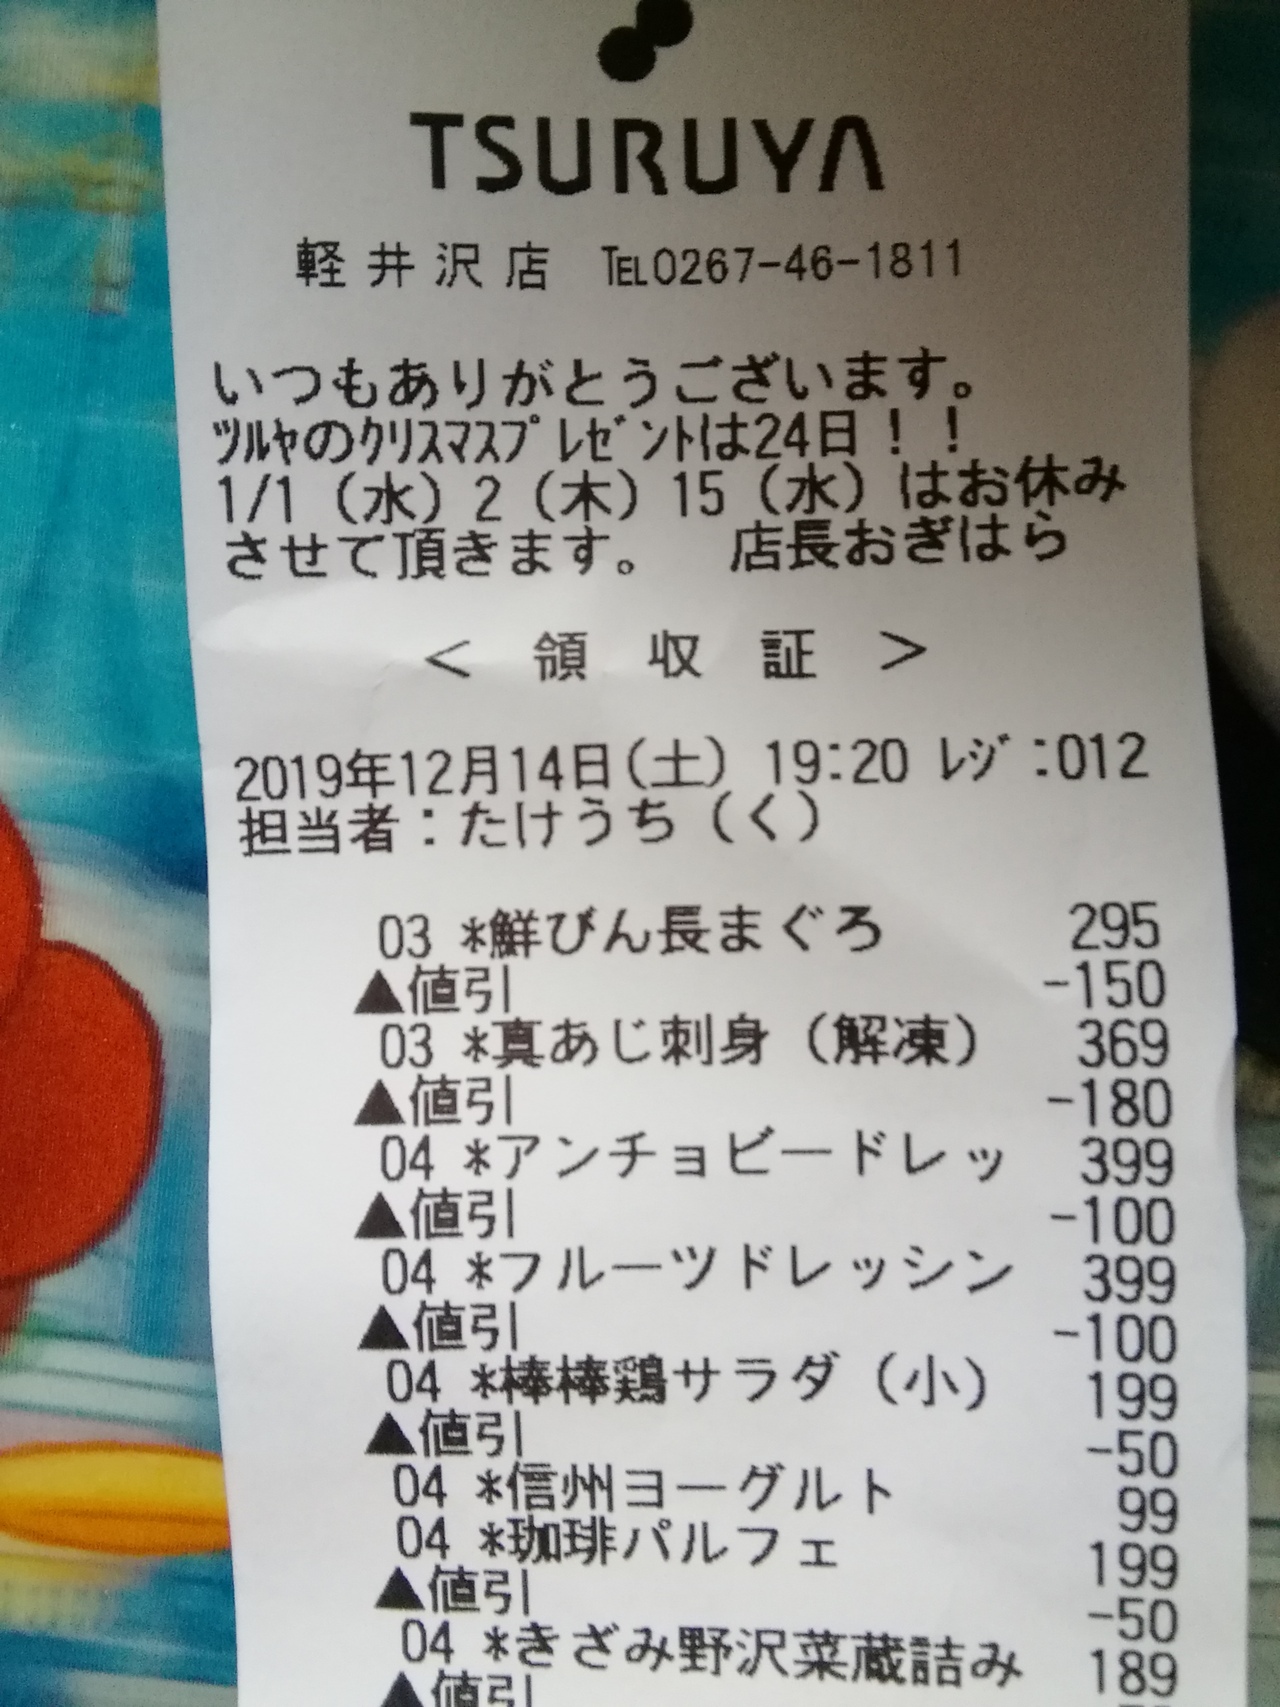 TSURUYA
軽井沢店 ℡0267-46-1811
いつもありがとうございます。
ﾂﾙﾔのｸﾘｽﾏｽﾌﾟﾚｾﾞﾝﾄは24日！！
1/1（水）2（木）15（水）はお休み
させて頂きます。 店長おぎはら
＜ 領 収 証 ＞
2019年12月14日(土) 19:20 ﾚｼﾞ:012
担当者：たけうち（く）
03 *鮮びん長まぐろ 295
▲値引 -150
03 *真あじ刺身（解凍） 369
▲値引 -180
04 *アンチョビードレッ 399
▲値引 -100
04 *フルーツドレッシン 399
▲値引 -100
04 *棒棒鶏サラダ（小） 199
▲値引 -50
04 *信州ヨーグルト 99
04 *珈琲パルフェ 199
▲値引 -50
04 *きざみ野沢菜蔵詰み 189
▲値引